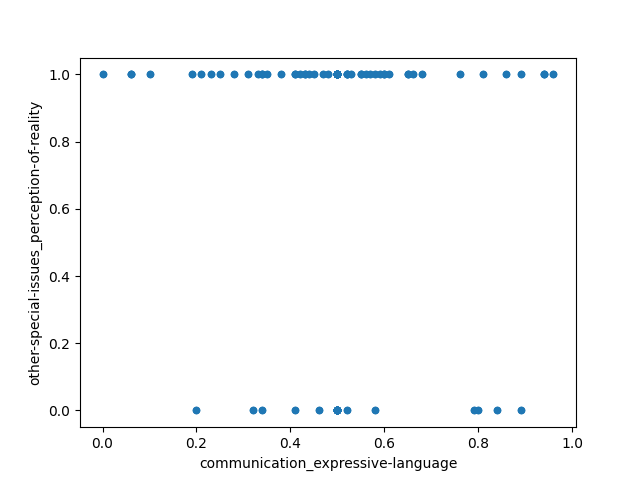 1.0
0.8
0.6
0.4
0.2
0.0
other-special-issues_perception-of-reality
0.0 0.2 0.4 0.6 0.8 1.0
communication_expressive-language